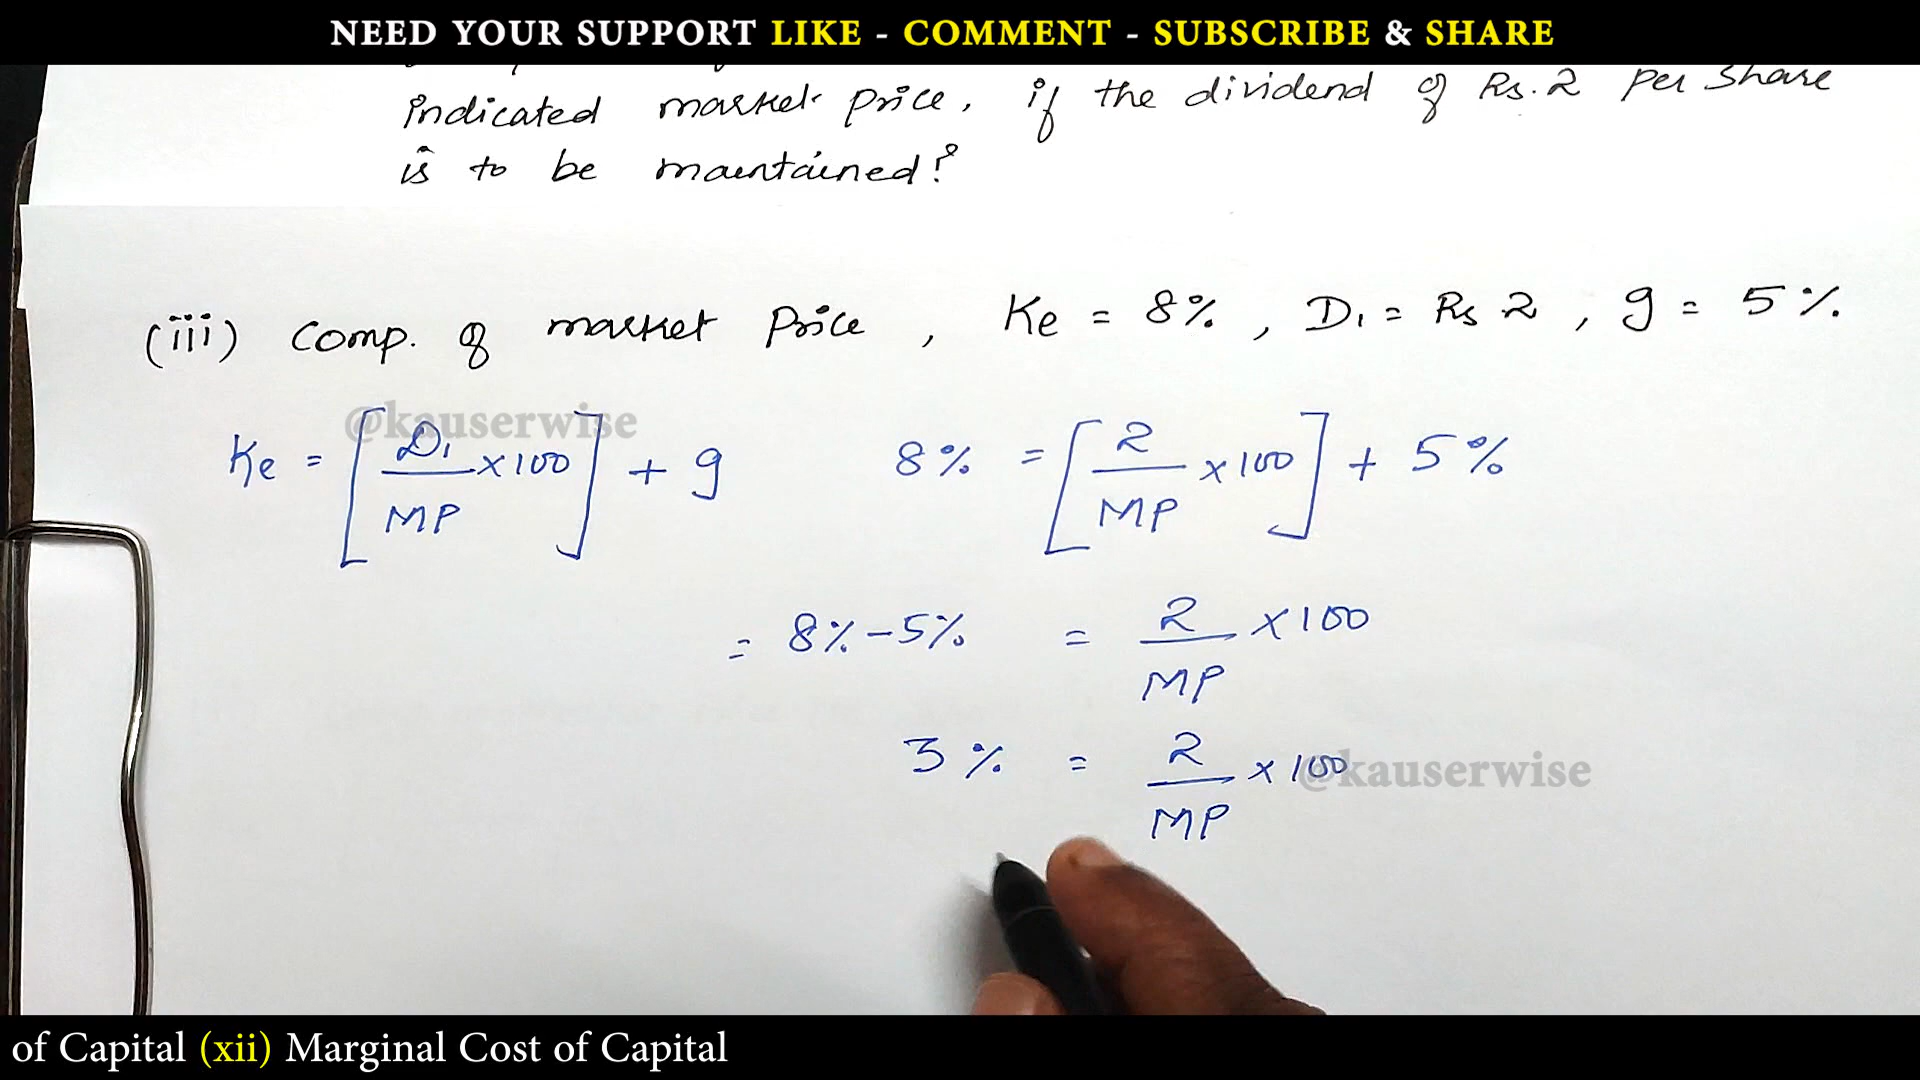 NEED YOUR SUPPORT LIKE - COMMENT - SUBSCRIBE & SHARE
indicated market price, if the dividend of Rs. 2 per share
is to be maintained?
(iii) Comp. of market Price, Ke = 8%, D₁ = Rs 2, g = 5%.
@kauserwise
Ke = [D₁/MP × 100] + g 8% = [2/MP × 100] + 5%
= 8% - 5% = 2/MP × 100
3% = 2/MP × 100
@kauserwise
of Capital (xii) Marginal Cost of Capital